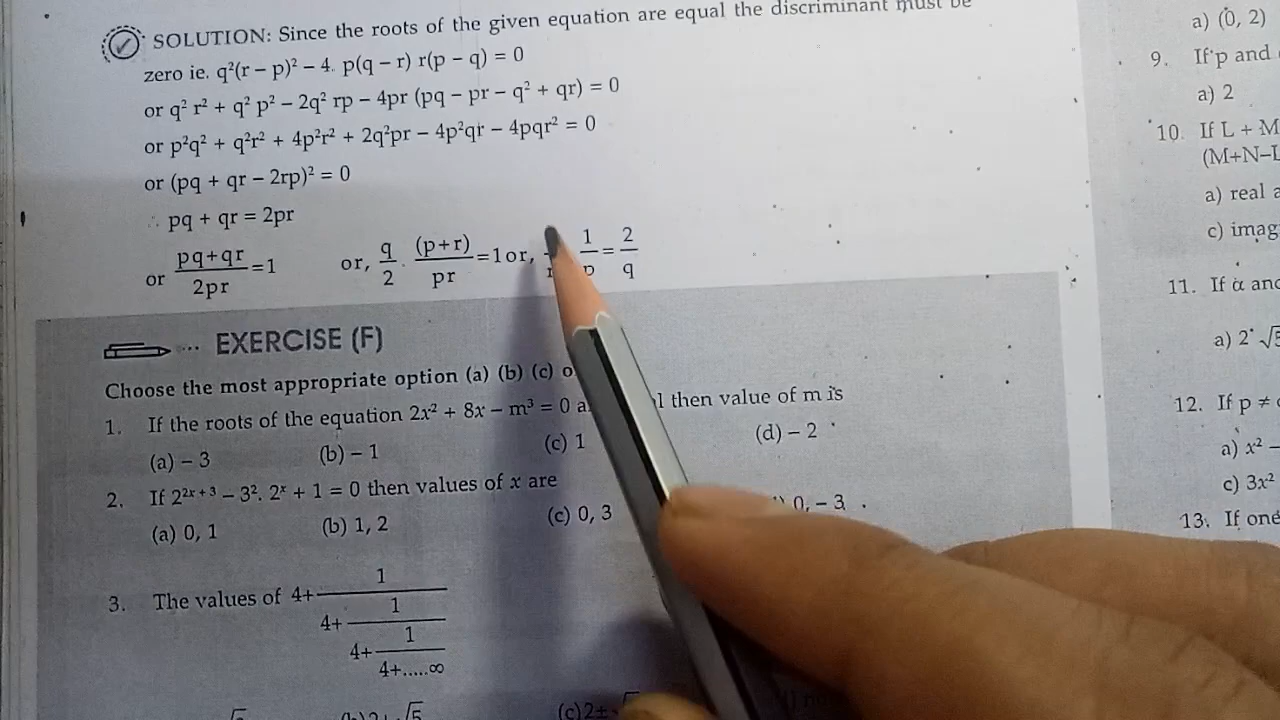 SOLUTION: Since the roots of the given equation are equal the discriminant must be
zero ie. q²(r – p)² – 4. p(q – r) r(p – q) = 0
or q² r² + q² p² – 2q² rp – 4pr (pq – pr – q² + qr) = 0
or p²q² + q²r² + 4p²r² + 2q²pr – 4p²qr – 4pqr² = 0
or (pq + qr – 2rp)² = 0
∴ pq + qr = 2pr
or (pq+qr)/2pr =1 or, q/2 . (p+r)/pr =1 or, 1/p = 2/q
EXERCISE (F)
Choose the most appropriate option (a) (b) (c)
1. If the roots of the equation 2x² + 8x – m³ = 0 then value of m is
(a) – 3 (b) – 1 (c) 1 (d) – 2
2. If 2²ˣ⁺³ – 3². 2ˣ + 1 = 0 then values of x are
(a) 0, 1 (b) 1, 2 (c) 0, 3 0, – 3
3. The values of 4+
1
4+
1
4+
1
4+.....∞
a) (0, 2)
9. If p and
a) 2
10. If L + M
(M+N–L
a) real
c) imag
11. If α and
a) 2
12. If p ≠
a) x² –
c) 3x²
13. If one